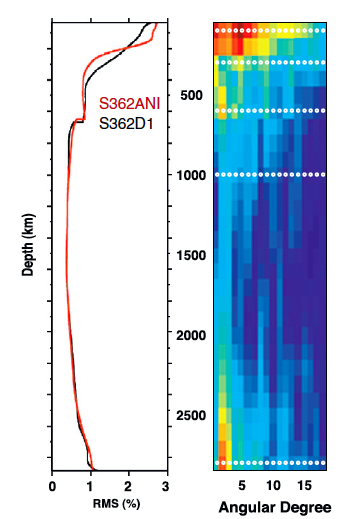 S362ANI
S362D1
Depth (km)
500
1000
1500
2000
2500
0 1 2 3
RMS (%)
5 10 15
Angular Degree